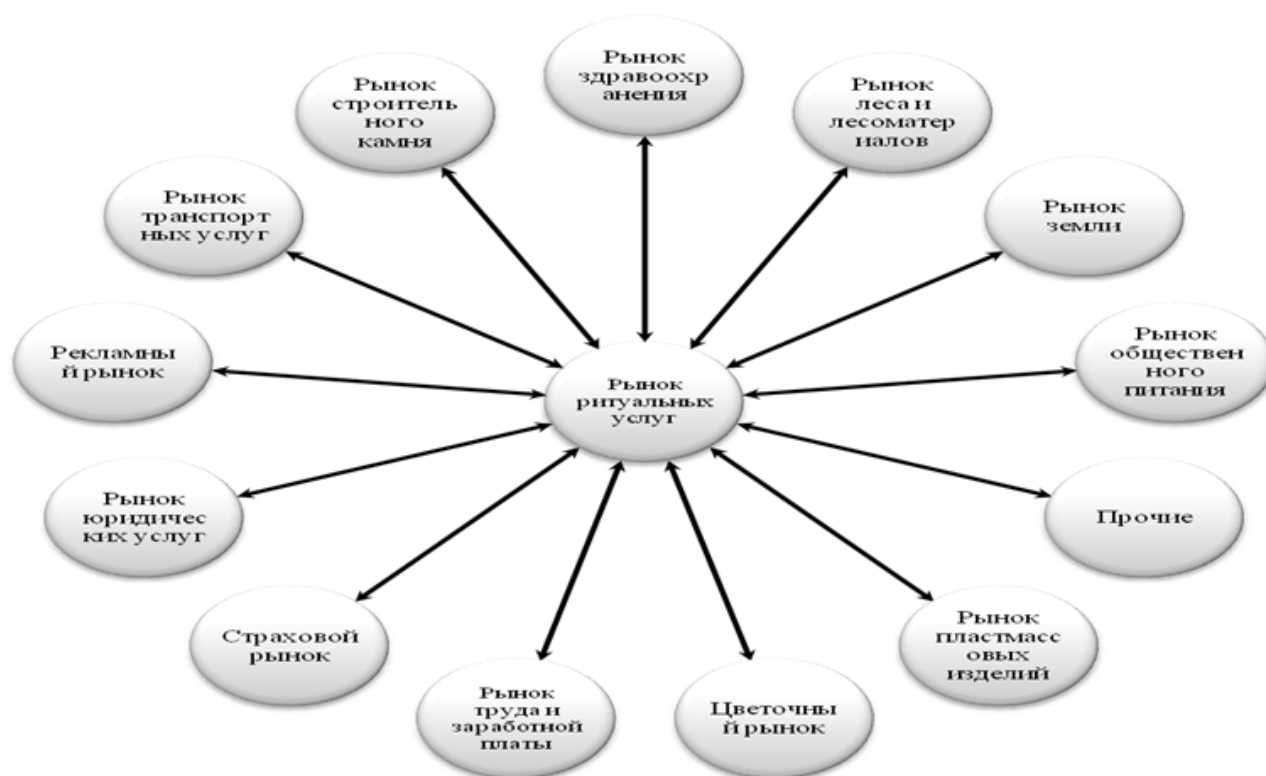 Рынок
здравоохр
анения
Рынок
леса и
лесоматер
иалов
Рынок
земли
Рынок
обществен
ного
питания
Прочие
Рынок
пластмасс
овых
изделий
Цветочны
й рынок
Рынок
труда и
заработной
платы
Страховой
рынок
Рынок
юридичес
ких услуг
Рекламны
й рынок
Рынок
транспорт
ных услуг
Рынок
строитель
ного
камня
Рынок
ритуальных
услуг